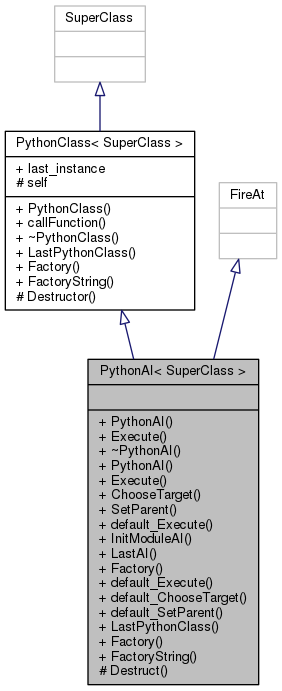 SuperClass
PythonClass< SuperClass >
+ last_instance
# self
+ PythonClass()
+ callFunction()
+ ~PythonClass()
+ LastPythonClass()
+ Factory()
+ FactoryString()
# Destructor()
FireAt
PythonAI< SuperClass >
+ PythonAI()
+ Execute()
+ ~PythonAI()
+ PythonAI()
+ Execute()
+ ChooseTarget()
+ SetParent()
+ default_Execute()
+ InitModuleAI()
+ LastAI()
+ Factory()
+ default_Execute()
+ default_ChooseTarget()
+ default_SetParent()
+ LastPythonClass()
+ Factory()
+ FactoryString()
# Destruct()